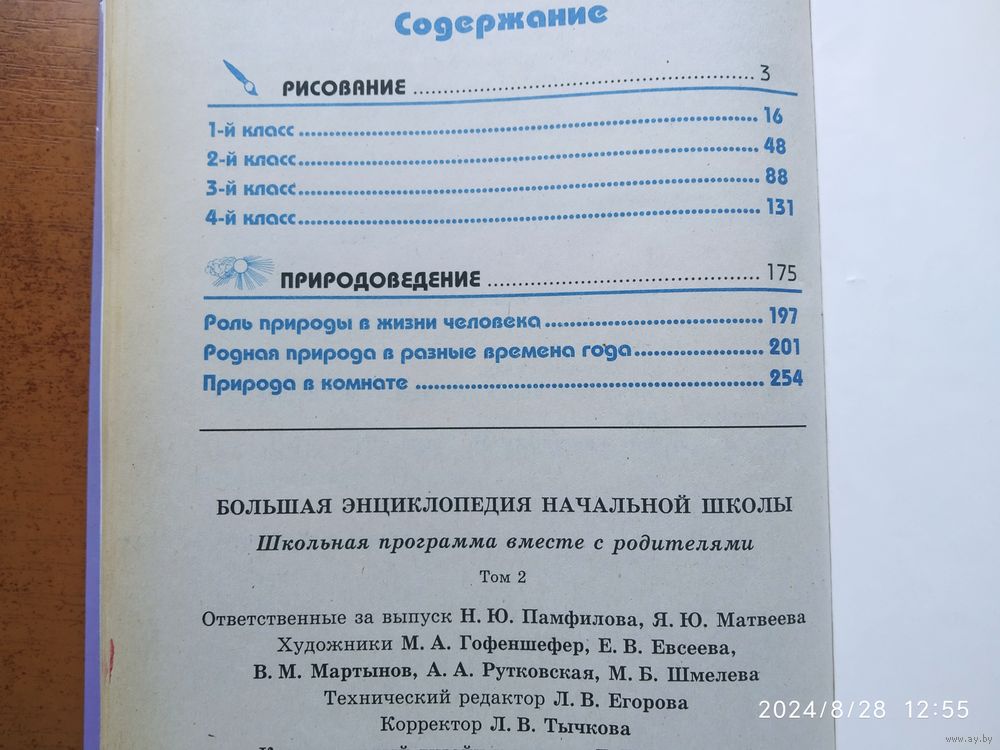 Содержание
РИСОВАНИЕ ........ 3
1-й класс ........ 16
2-й класс ........ 48
3-й класс ........ 88
4-й класс ........ 131
ПРИРОДОВЕДЕНИЕ ........ 175
Роль природы в жизни человека ........ 197
Родная природа в разные времена года ........ 201
Природа в комнате ........ 254
БОЛЬШАЯ ЭНЦИКЛОПЕДИЯ НАЧАЛЬНОЙ ШКОЛЫ
Школьная программа вместе с родителями
Том 2
Ответственные за выпуск Н. Ю. Памфилова, Я. Ю. Матвеева
Художники М. А. Гофеншефер, Е. В. Евсеева,
В. М. Мартынов, А. А. Рутковская, М. Б. Шмелева
Технический редактор Л. В. Егорова
Корректор Л. В. Тычкова
2024/8/28 12:55
www.ay.by